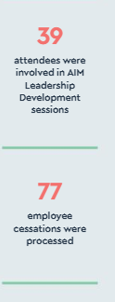 39
attendees were
involved in AIM
Leadership
Development
sessions
77
employee
cessations were
processed